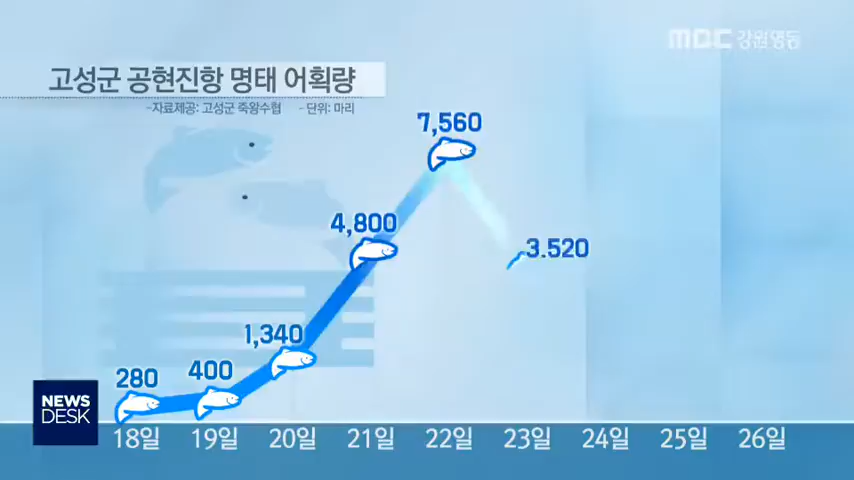 MBC 강원영동
고성군 공현진항 명태 어획량
-자료제공: 고성군 죽왕수협 - 단위: 마리
7,560
4,800
3.520
1,340
400
280
NEWS
DESK
18일 19일 20일 21일 22일 23일 24일 25일 26일